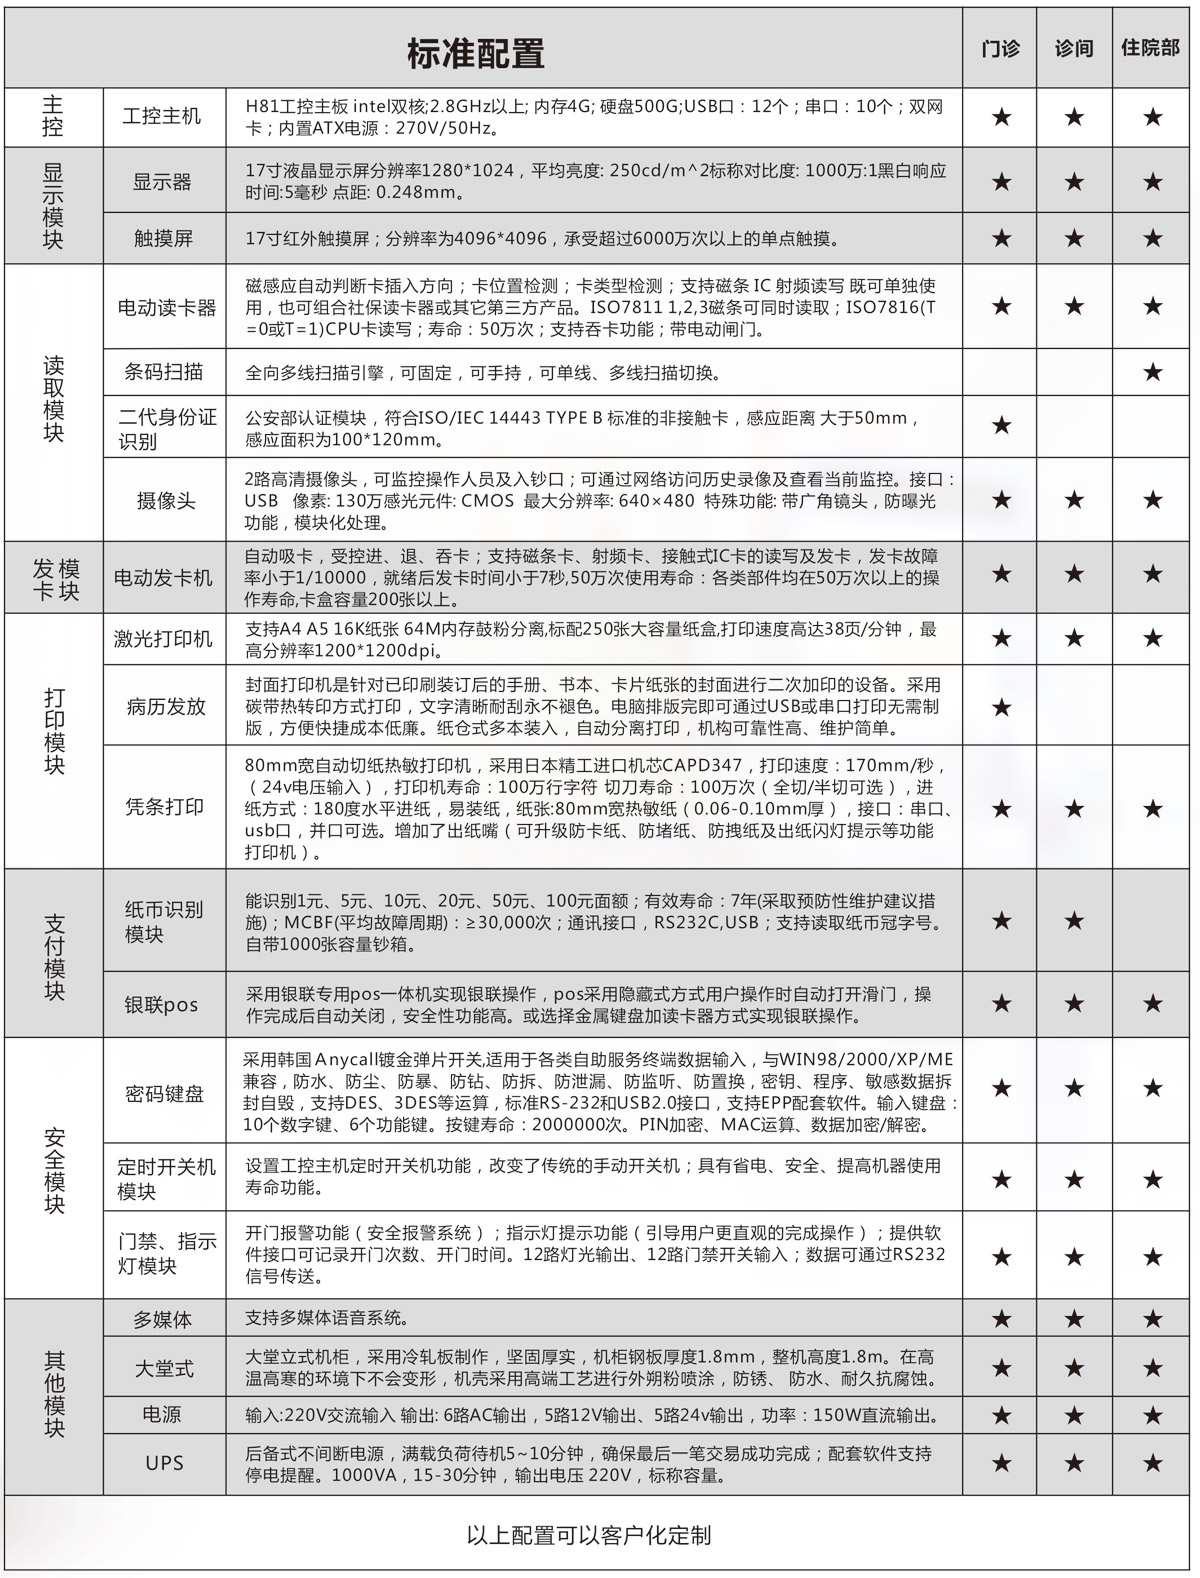 标准配置
门诊
诊间
住院部
主控
工控主机
H81工控主板 intel双核;2.8GHz以上; 内存4G; 硬盘500G;USB口：12个；串口：10个；双网
卡；内置ATX电源：270V/50Hz。
★ ★ ★
显示模块
显示器
17寸液晶显示屏分辨率1280*1024，平均亮度: 250cd/m^2标称对比度: 1000万:1黑白响应
时间:5毫秒 点距: 0.248mm。
★ ★ ★
触摸屏
17寸红外触摸屏；分辨率为4096*4096，承受超过6000万次以上的单点触摸。
★ ★ ★
读取模块
电动读卡器
磁感应自动判断卡插入方向；卡位置检测；卡类型检测；支持磁条 IC 射频读写 既可单独使
用，也可组合社保读卡器或其它第三方产品。ISO7811 1,2,3磁条可同时读取；ISO7816(T
=0或T=1)CPU卡读写；寿命：50万次；支持吞卡功能；带电动闸门。
★ ★ ★
条码扫描
全向多线扫描引擎，可固定，可手持，可单线、多线扫描切换。
★
二代身份证
识别
公安部认证模块，符合ISO/IEC 14443 TYPE B 标准的非接触卡，感应距离 大于50mm，
感应面积为100*120mm。
★
摄像头
2路高清摄像头，可监控操作人员及入钞口；可通过网络访问历史录像及查看当前监控。接口：
USB 像素: 130万感光元件: CMOS 最大分辨率: 640×480 特殊功能: 带广角镜头，防曝光
功能，模块化处理。
★ ★ ★
发卡模块
电动发卡机
自动吸卡，受控进、退、吞卡；支持磁条卡、射频卡、接触式IC卡的读写及发卡，发卡故障
率小于1/10000，就绪后发卡时间小于7秒,50万次使用寿命：各类部件均在50万次以上的操
作寿命,卡盒容量200张以上。
★ ★ ★
打印模块
激光打印机
支持A4 A5 16K纸张 64M内存鼓粉分离,标配250张大容量纸盒,打印速度高达38页/分钟，最
高分辨率1200*1200dpi。
★ ★ ★
病历发放
封面打印机是针对已印刷装订后的手册、书本、卡片纸张的封面进行二次加印的设备。采用
碳带热转印方式打印，文字清晰耐刮永不褪色。电脑排版完即可通过USB或串口打印无需制
版，方便快捷成本低廉。纸仓式多本装入，自动分离打印，机构可靠性高、维护简单。
★
凭条打印
80mm宽自动切纸热敏打印机，采用日本精工进口机芯CAPD347，打印速度：170mm/秒，
（24v电压输入），打印机寿命：100万行字符 切刀寿命：100万次（全切/半切可选），进
纸方式：180度水平进纸，易装纸，纸张:80mm宽热敏纸（0.06-0.10mm厚），接口：串口、
usb口，并口可选。增加了出纸嘴（可升级防卡纸、防堵纸、防拽纸及出纸闪灯提示等功能
打印机）。
★ ★ ★
支付模块
纸币识别
模块
能识别1元、5元、10元、20元、50元、100元面额；有效寿命：7年(采取预防性维护建议措
施)；MCBF(平均故障周期)：≥30,000次；通讯接口，RS232C,USB；支持读取纸币冠字号。
自带1000张容量钞箱。
★ ★
银联pos
采用银联专用pos一体机实现银联操作，pos采用隐藏式方式用户操作时自动打开滑门，操
作完成后自动关闭，安全性功能高。或选择金属键盘加读卡器方式实现银联操作。
★ ★ ★
安全模块
密码键盘
采用韩国Anycall镀金弹片开关,适用于各类自助服务终端数据输入，与WIN98/2000/XP/ME
兼容，防水、防尘、防暴、防钻、防拆、防泄漏、防监听、防置换，密钥、程序、敏感数据拆
封自毁，支持DES、3DES等运算，标准RS-232和USB2.0接口，支持EPP配套软件。输入键盘：
10个数字键、6个功能键。按键寿命：2000000次。PIN加密、MAC运算、数据加密/解密。
★ ★ ★
定时开关机
模块
设置工控主机定时开关机功能，改变了传统的手动开关机；具有省电、安全、提高机器使用
寿命功能。
★ ★ ★
门禁、指示
灯模块
开门报警功能（安全报警系统）；指示灯提示功能（引导用户更直观的完成操作）；提供软
件接口可记录开门次数、开门时间。12路灯光输出、12路门禁开关输入；数据可通过RS232
信号传送。
★ ★ ★
其他模块
多媒体
支持多媒体语音系统。
★ ★ ★
大堂式
大堂立式机柜，采用冷轧板制作，坚固厚实，机柜钢板厚度1.8mm，整机高度1.8m。在高
温高寒的环境下不会变形，机壳采用高端工艺进行外朔粉喷涂，防锈、 防水、耐久抗腐蚀。
★ ★ ★
电源
输入:220V交流输入 输出: 6路AC输出，5路12V输出、5路24v输出，功率：150W直流输出。
★ ★ ★
UPS
后备式不间断电源，满载负荷待机5~10分钟，确保最后一笔交易成功完成；配套软件支持
停电提醒。1000VA，15-30分钟，输出电压 220V，标称容量。
★ ★ ★
以上配置可以客户化定制